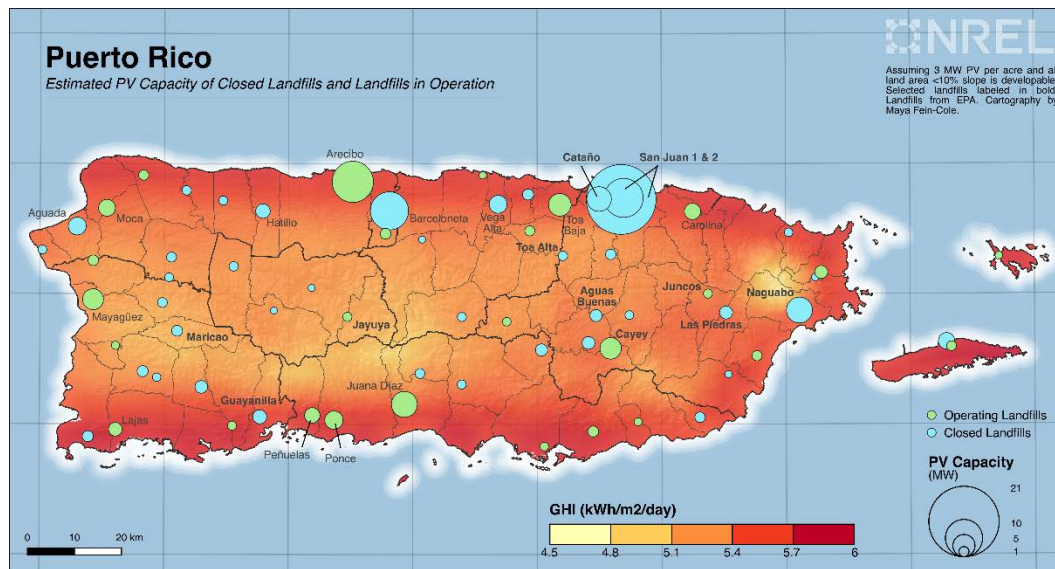 Puerto Rico
Estimated PV Capacity of Closed Landfills and Landfills in Operation
NREL
Assuming 3 MW PV per acre and al
land area <10% slope is developable
Selected landfills labeled in bold
Landfills from EPA. Cartography by
Maya Fein-Cole.
Arecibo
Cataño
San Juan 1 & 2
Aguada
Moca
Hatillo
Barceloneta
Vega
Alta
Toa
Baja
Carolina
Toa Alta
Mayagüez
Maricao
Jayuya
Aguas
Buenas
Juncos
Naguabo
Cayey
Las Piedras
Juana Díaz
Guayanilla
Lajas
Peñuelas
Ponce
Operating Landfills
Closed Landfills
PV Capacity
(MW)
21
10
5
1
GHI (kWh/m2/day)
4.5 4.8 5.1 5.4 5.7 6
0 10 20 km